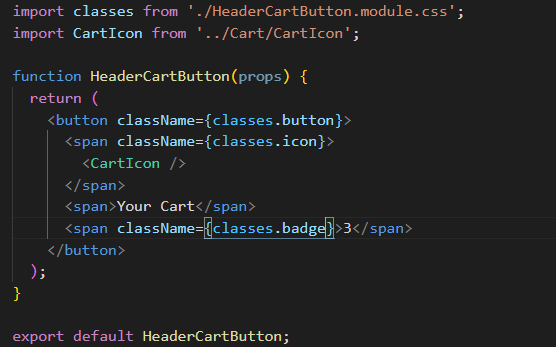 import classes from './HeaderCartButton.module.css';
import CartIcon from '../Cart/CartIcon';
function HeaderCartButton(props) {
return (
<button className={classes.button}>
<span className={classes.icon}>
<CartIcon />
</span>
<span>Your Cart</span>
<span className={classes.badge}>3</span>
</button>
);
}
export default HeaderCartButton;